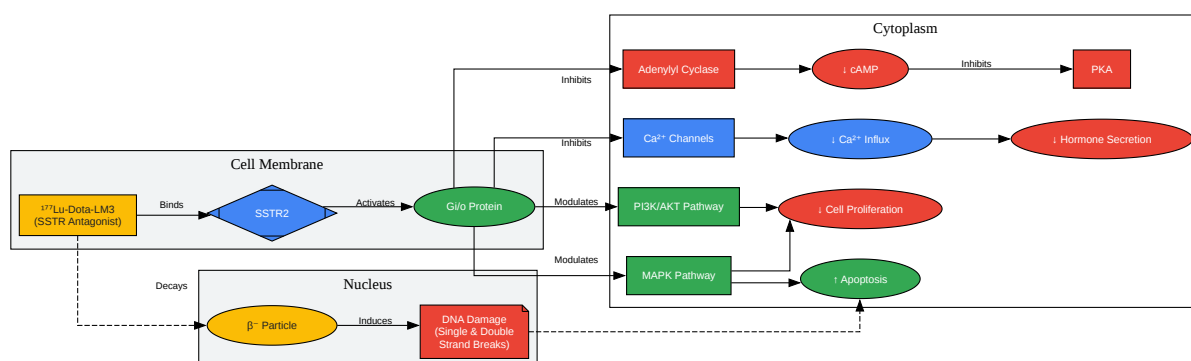 Cytoplasm
Adenylyl Cyclase
↓ cAMP
Inhibits
PKA
Inhibits
Ca²⁺ Channels
↓ Ca²⁺ Influx
↓ Hormone Secretion
Inhibits
Cell Membrane
¹⁷⁷Lu-Dota-LM3
(SSTR Antagonist)
Binds
SSTR2
Activates
Gi/o Protein
Modulates
PI3K/AKT Pathway
↓ Cell Proliferation
Modulates
MAPK Pathway
↑ Apoptosis
Decays
Nucleus
β⁻ Particle
Induces
DNA Damage
(Single & Double
Strand Breaks)